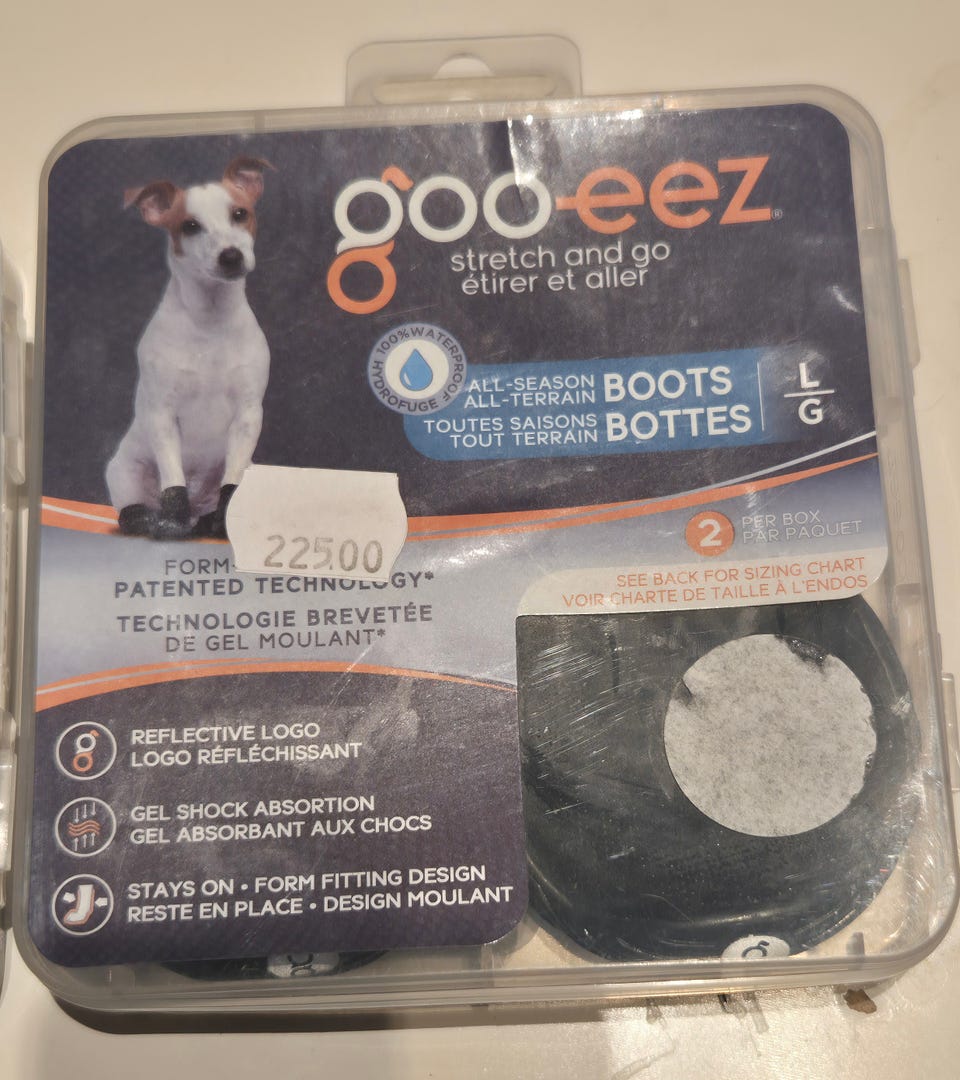 goo-eez®
stretch and go
étirer et aller
100% WATERPROOF
HYDROFUGE
ALL-SEASON
ALL-TERRAIN
BOOTS
TOUTES SAISONS
TOUT TERRAIN
BOTTES
L
G
2
PER BOX
PAR PAQUET
SEE BACK FOR SIZING CHART
VOIR CHARTE DE TAILLE À L'ENDOS
225.00
FORM-
PATENTED TECHNOLOGY*
TECHNOLOGIE BREVETÉE
DE GEL MOULANT*
REFLECTIVE LOGO
LOGO RÉFLÉCHISSANT
GEL SHOCK ABSORTION
GEL ABSORBANT AUX CHOCS
STAYS ON • FORM FITTING DESIGN
RESTE EN PLACE • DESIGN MOULANT